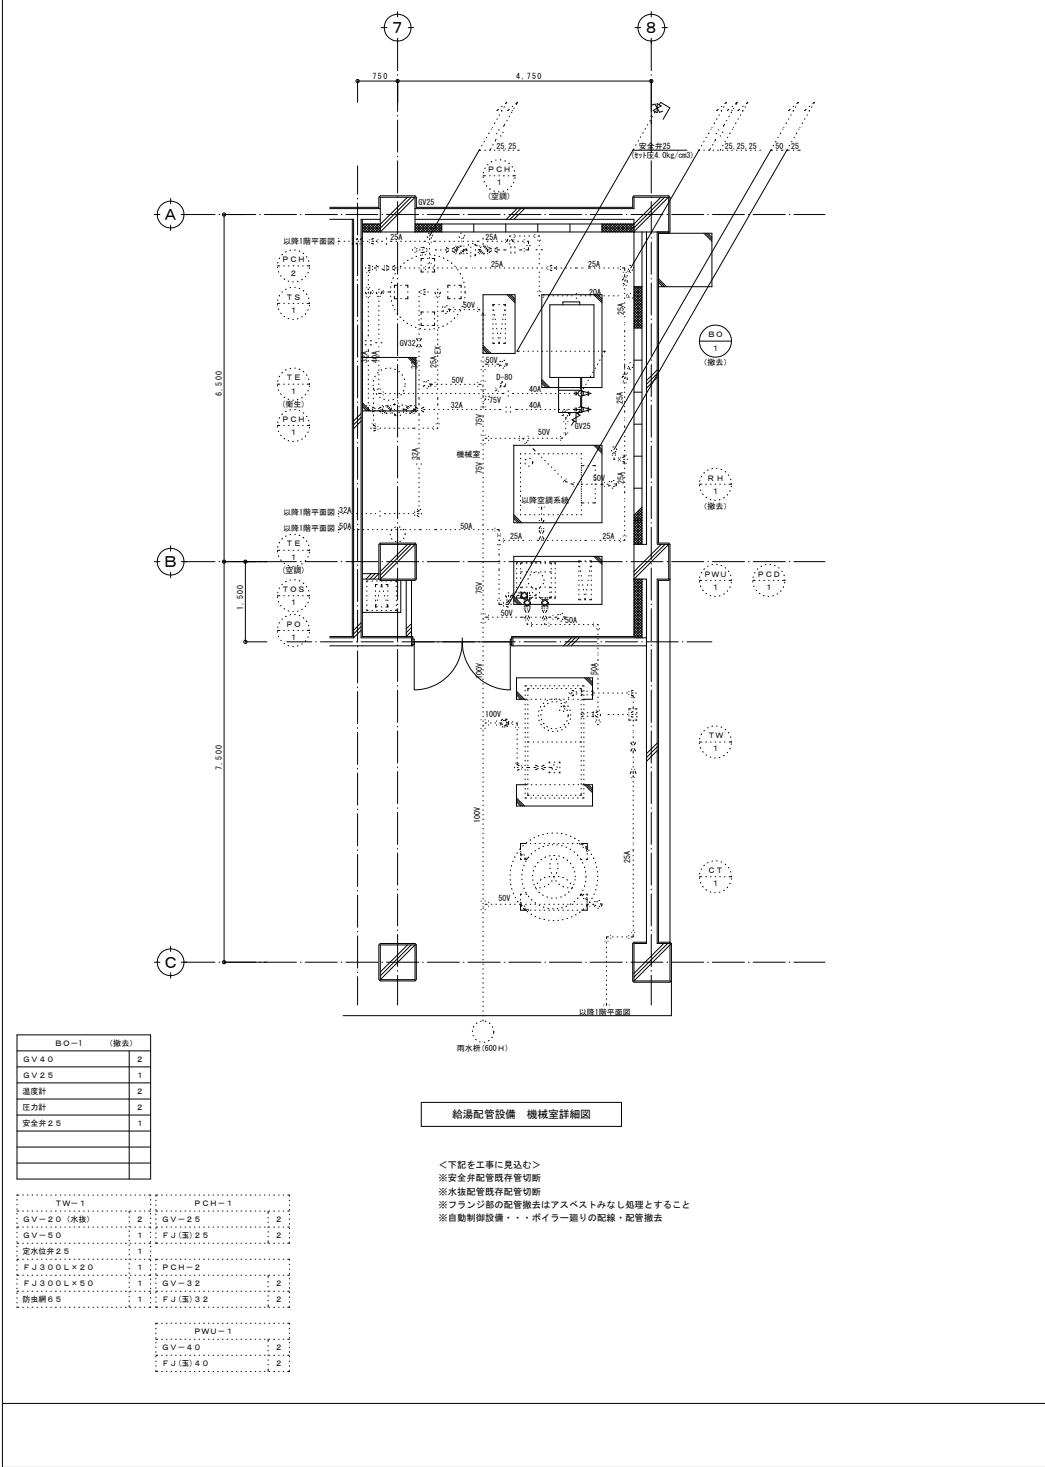 7
8
750
4,750
25 25
安全弁25
(セット圧4.0kg/cm3)
25 25 25
50 25
PCH
1
(空調)
GV25
A
以降1階平面図
25A
25A
PCH
2
25A
25A
TS
1
20A
25A
50V
BO
1
(撤去)
GV32
32A
40A
25A
EX
6,500
50V
D-80
TE
1
(衛生)
50V
75V
40A
32A
40A
25A
PCH
1
75V
GV25
50V
32A
機械室
75V
25A
50V
RH
1
(撤去)
以降空調系統
以降1階平面図
32A
以降1階平面図
50A
50A
TE
1
(空調)
25A
25A
B
PWU
1
PCD
1
TOS
1
1,500
75V
PO
1
50V
50A
100V
50A
100V
TW
1
7,500
100V
25A
CT
1
50V
C
以降1階平面図
雨水桝(600H)
BO-1 (撤去)
GV40 2
GV25 1
温度計 2
圧力計 2
安全弁25 1
給湯配管設備 機械室詳細図
<下記を工事に見込む>
※安全弁配管既存管切断
※水抜配管既存配管切断
※フランジ部の配管撤去はアスベストみなし処理とすること
※自動制御設備・・・ボイラー廻りの配線・配管撤去
TW-1
GV-20 (水抜) 2
GV-50 1
定水位弁25 1
FJ300L×20 1
FJ300L×50 1
防虫網65 1
PCH-1
GV-25 2
FJ(玉)25 2
PCH-2
GV-32 2
FJ(玉)32 2
PWU-1
GV-40 2
FJ(玉)40 2